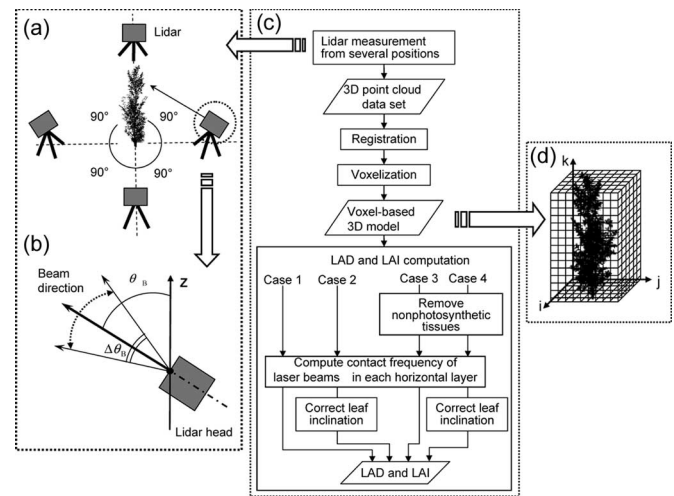 (a)
Lidar
90°
90°
90°
90°
(b)
Beam
direction
θ B
Z
ΔθB
Lidar head
(c)
Lidar measurement
from several positions
3D point cloud
data set
Registration
Voxelization
Voxel-based
3D model
LAD and LAI computation
Case 1
Case 2
Case 3
Case 4
Remove
nonphotosynthetic
tissues
Compute contact frequency of
laser beams in each horizontal layer
Correct leaf
inclination
Correct leaf
inclination
LAD and LAI
(d)
k
j
i